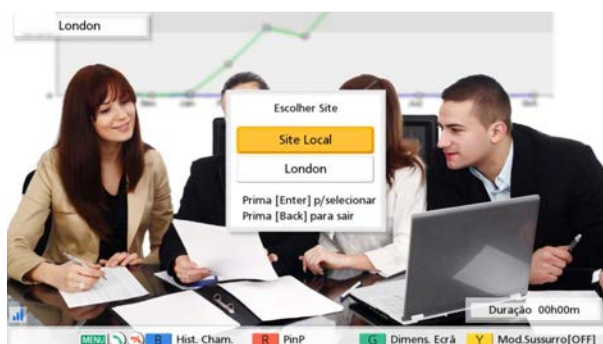 London
Escolher Site
Site Local
London
Prima [Enter] p/selecionar
Prima [Back] para sair
Duração 00h00m
MENU B Hist. Cham. R PinP G Dimens. Ecrã Y Mod.Sussurro[OFF]